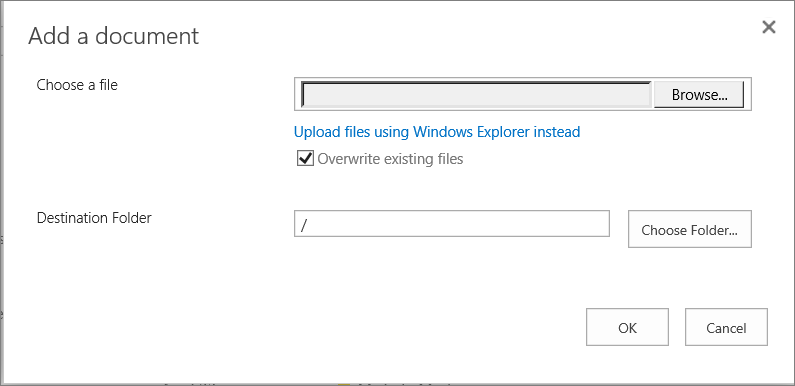 Add a document
Choose a file
Browse...
Upload files using Windows Explorer instead
Overwrite existing files
Destination Folder
/
Choose Folder...
OK
Cancel